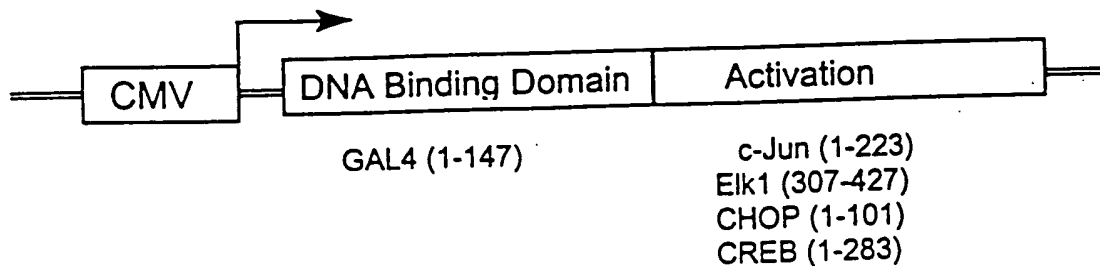 CMV
DNA Binding Domain
Activation
GAL4 (1-147)
c-Jun (1-223)
Elk1 (307-427)
CHOP (1-101)
CREB (1-283)